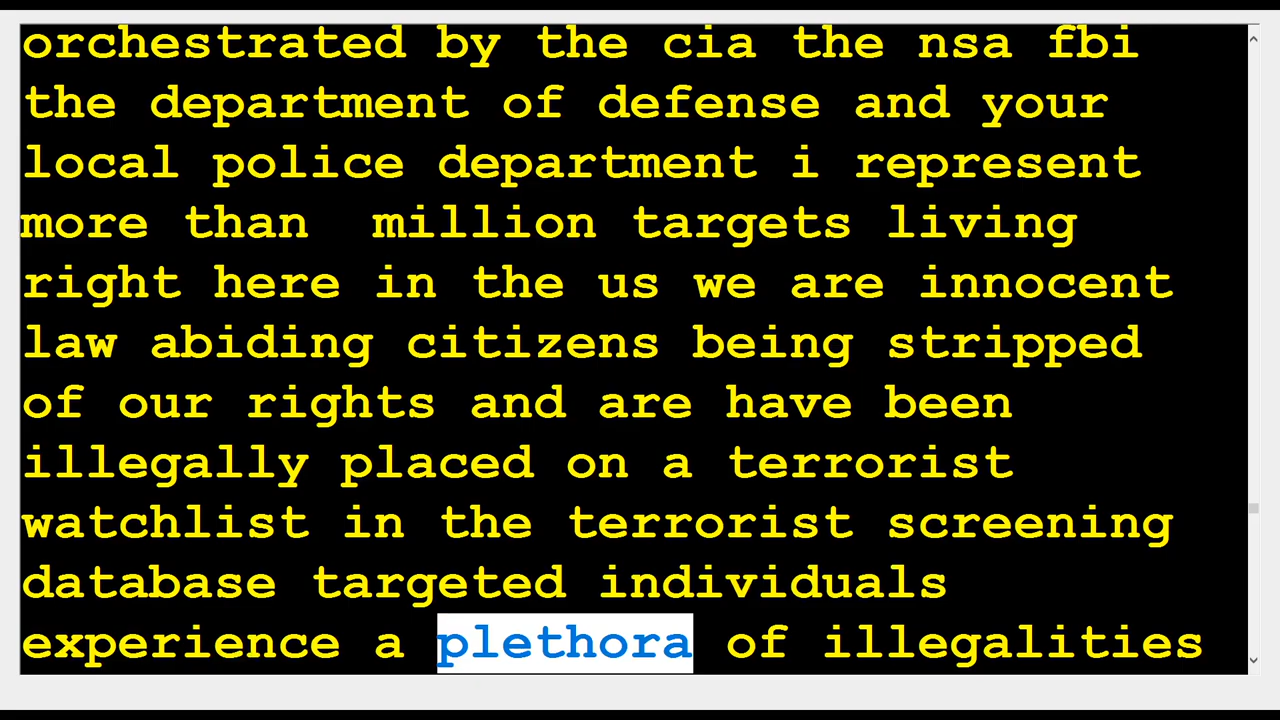 orchestrated by the cia the nsa fbi
the department of defense and your
local police department i represent
more than  million targets living
right here in the us we are innocent
law abiding citizens being stripped
of our rights and are have been
illegally placed on a terrorist
watchlist in the terrorist screening
database targeted individuals
experience a plethora of illegalities